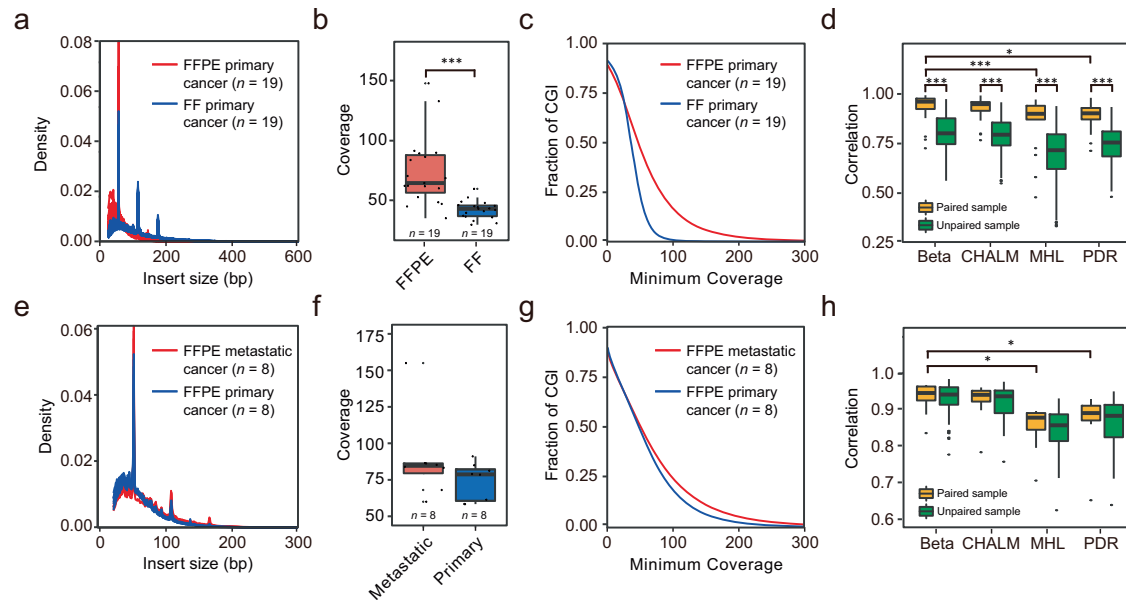 a
0.08
0.06
0.04
0.02
0.00
Density
0
200
400
600
Insert size (bp)
FFPE primary
cancer (n = 19)
FF primary
cancer (n = 19)
b
150
100
50
Coverage
***
n = 19
n = 19
FFPE
FF
c
1.00
0.75
0.50
0.25
0.00
Fraction of CGI
0
100
200
300
Minimum Coverage
FFPE primary
cancer (n = 19)
FF primary
cancer (n = 19)
d
1.00
0.75
0.50
0.25
Correlation
*
***
***
***
***
***
Paired sample
Unpaired sample
Beta
CHALM
MHL
PDR
e
0.06
0.04
0.02
0.00
Density
0
100
200
300
Insert size (bp)
FFPE metastatic
cancer (n = 8)
FFPE primary
cancer (n = 8)
f
175
150
125
100
75
50
Coverage
n = 8
n = 8
Metastatic
Primary
g
1.00
0.75
0.50
0.25
0.00
Fraction of CGI
0
100
200
300
Minimum Coverage
FFPE metastatic
cancer (n = 8)
FFPE primary
cancer (n = 8)
h
1.0
0.9
0.8
0.7
0.6
Correlation
*
*
Paired sample
Unpaired sample
Beta
CHALM
MHL
PDR